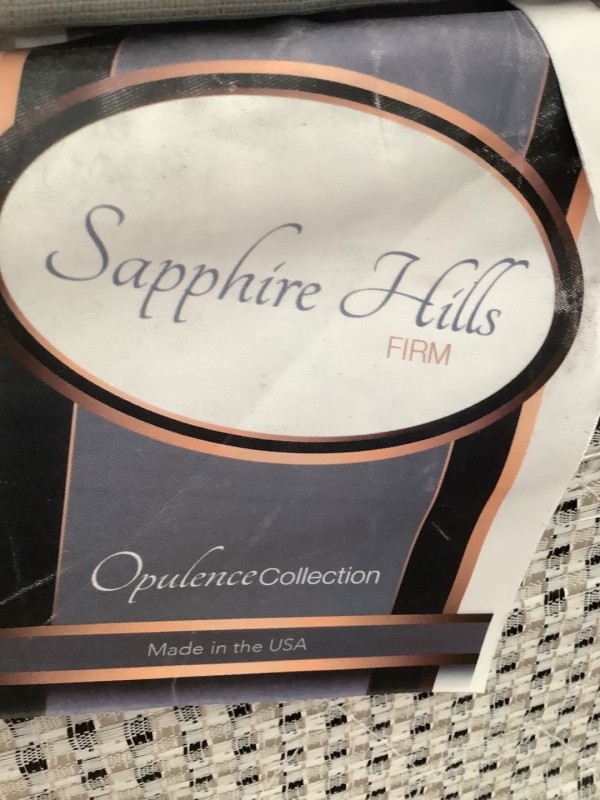 Sapphire Hills
FIRM
Opulence Collection
Made in the USA